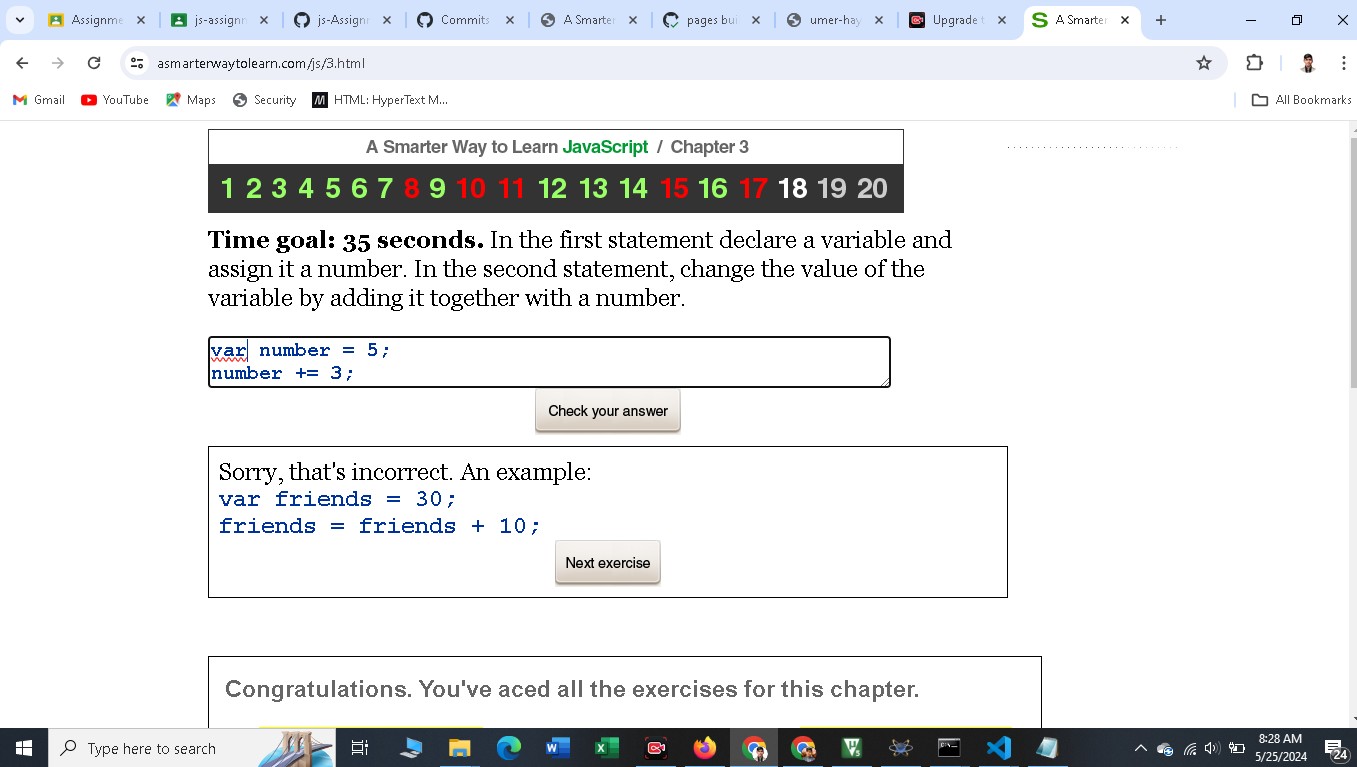 Assignme
js-assignm
js-Assignm
Commits
A Smarter
pages bui
umer-hay
Upgrade t
A Smarter
asmarterwaytolearn.com/js/3.html
Gmail YouTube Maps Security HTML: HyperText M... All Bookmarks
A Smarter Way to Learn JavaScript / Chapter 3
1 2 3 4 5 6 7 8 9 10 11 12 13 14 15 16 17 18 19 20
Time goal: 35 seconds. In the first statement declare a variable and
assign it a number. In the second statement, change the value of the
variable by adding it together with a number.
var number = 5;
number += 3;
Check your answer
Sorry, that's incorrect. An example:
var friends = 30;
friends = friends + 10;
Next exercise
Congratulations. You've aced all the exercises for this chapter.
Type here to search
8:28 AM
5/25/2024
24